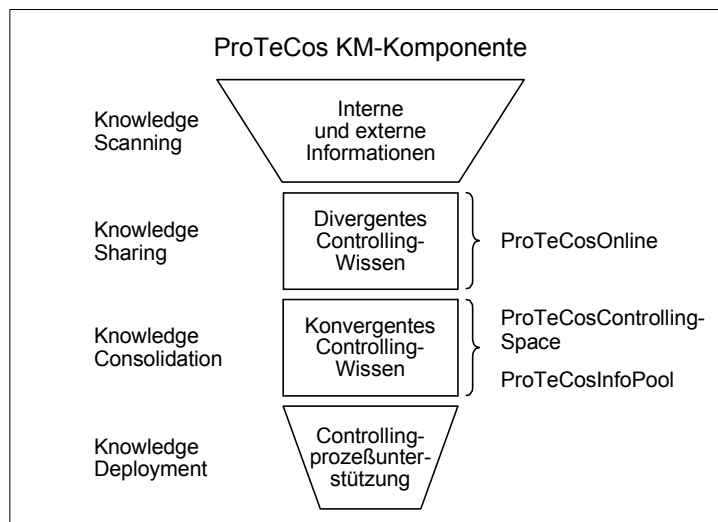 ProTeCos KM-Komponente
Knowledge
Scanning
Interne
und externe
Informationen
Knowledge
Sharing
Divergentes
Controlling-
Wissen
ProTeCosOnline
Knowledge
Consolidation
Konvergentes
Controlling-
Wissen
ProTeCosControlling-
Space
ProTeCosInfoPool
Knowledge
Deployment
Controlling-
prozeßunter-
stützung